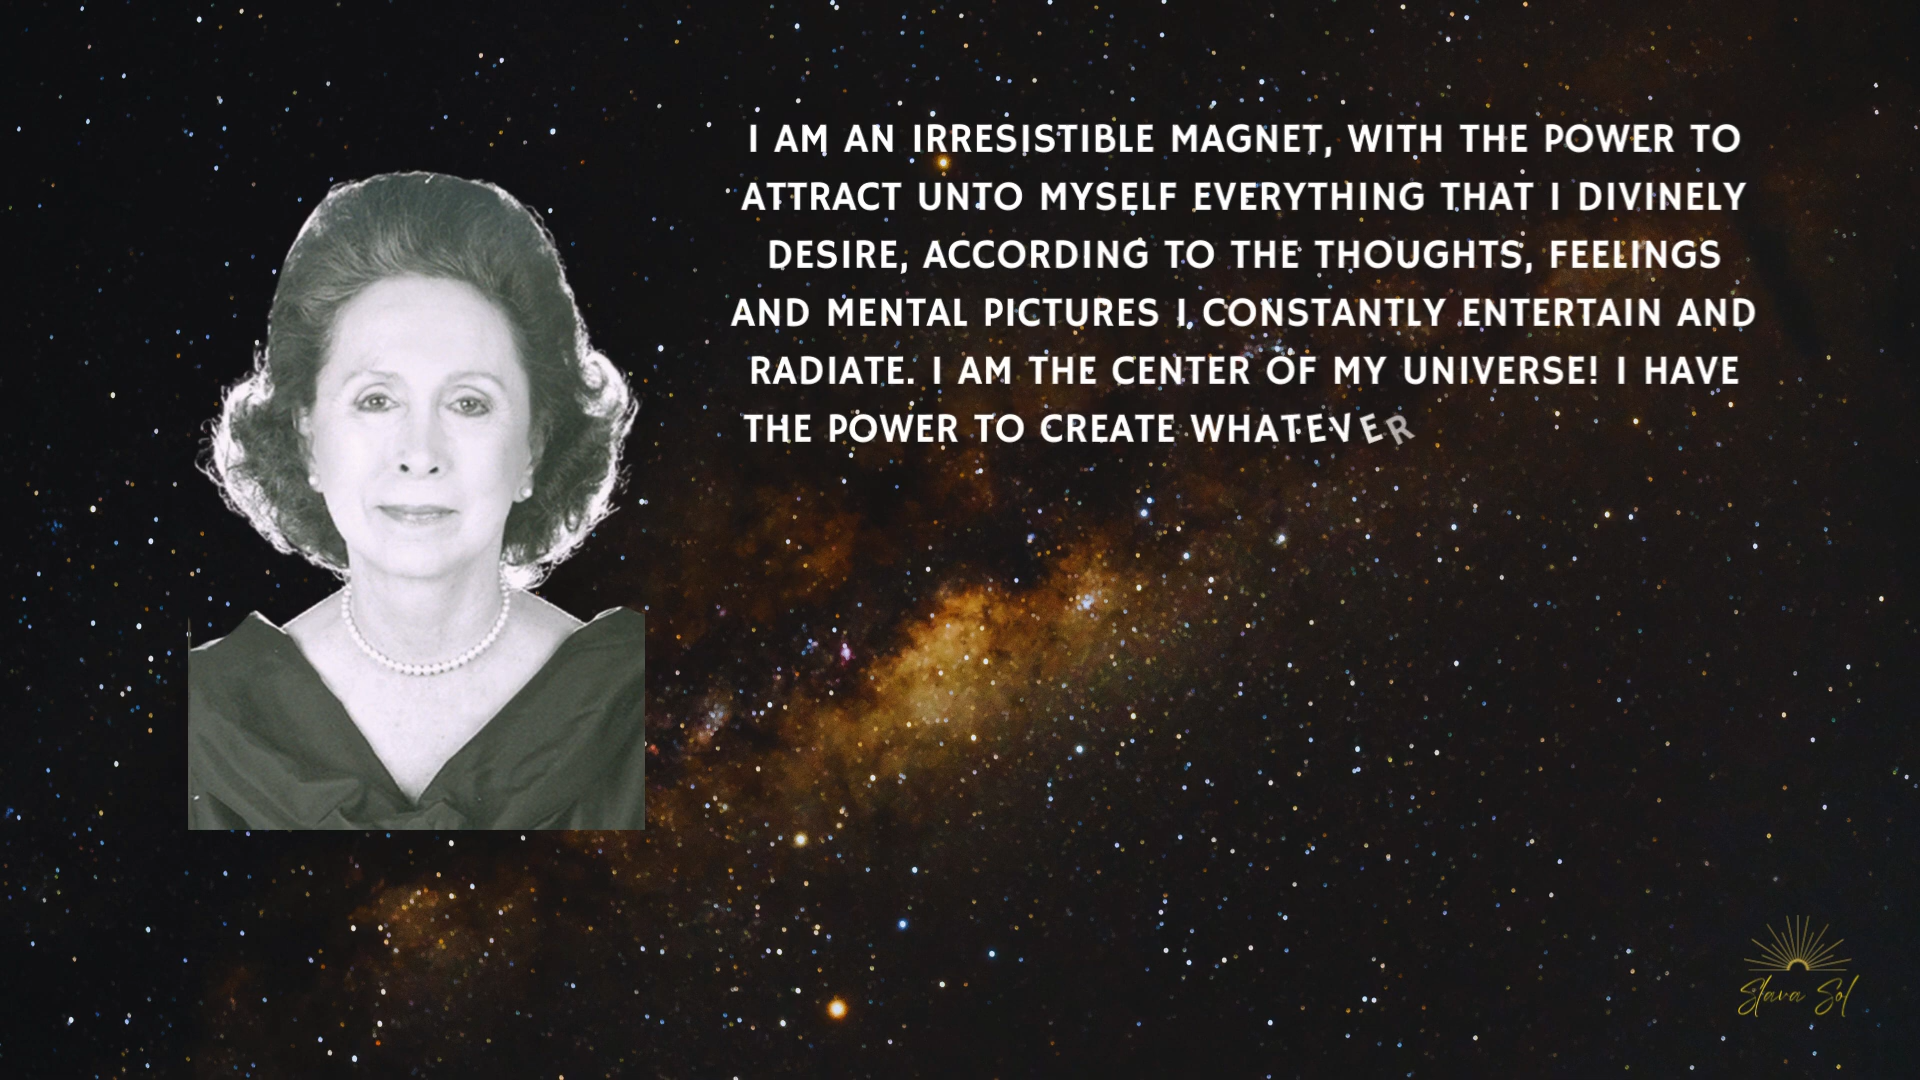 I AM AN IRRESISTIBLE MAGNET, WITH THE POWER TO
ATTRACT UNTO MYSELF EVERYTHING THAT I DIVINELY
DESIRE, ACCORDING TO THE THOUGHTS, FEELINGS
AND MENTAL PICTURES I CONSTANTLY ENTERTAIN AND
RADIATE. I AM THE CENTER OF MY UNIVERSE! I HAVE
THE POWER TO CREATE WHATEVER
Slava Sol